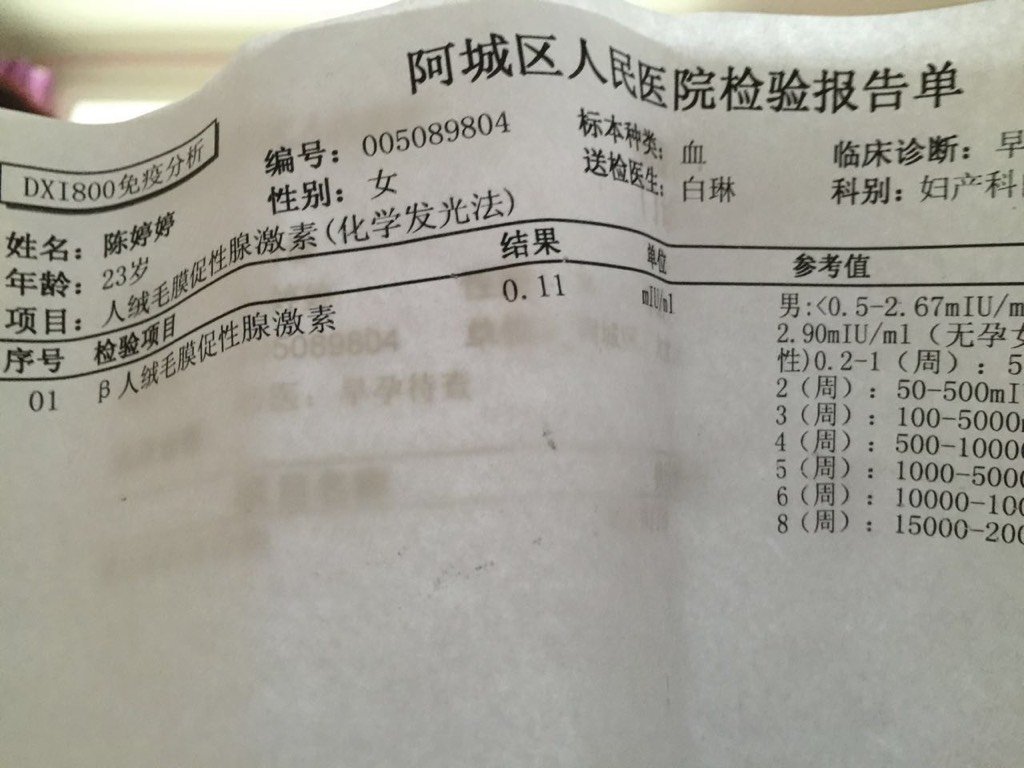 阿城区人民医院检验报告单
DXI800免疫分析 编号: 005089804 标本种类: 血 临床诊断: 早
性别: 女 送检医生: 白琳 科别: 妇产科
姓名: 陈婷婷
年龄: 23岁
项目: 人绒毛膜促性腺激素(化学发光法)
序号 检验项目 结果 单位 参考值
01 β人绒毛膜促性腺激素 0.11 mIU/ml 男:<0.5-2.67mIU/m
2.90mIU/ml (无孕女
性)0.2-1 (周) : 5
2 (周) : 50-500mI
3 (周) : 100-5000
4 (周) : 500-10000
5 (周) : 1000-5000
6 (周) : 10000-100
8 (周) : 15000-200
5089804
早孕待查